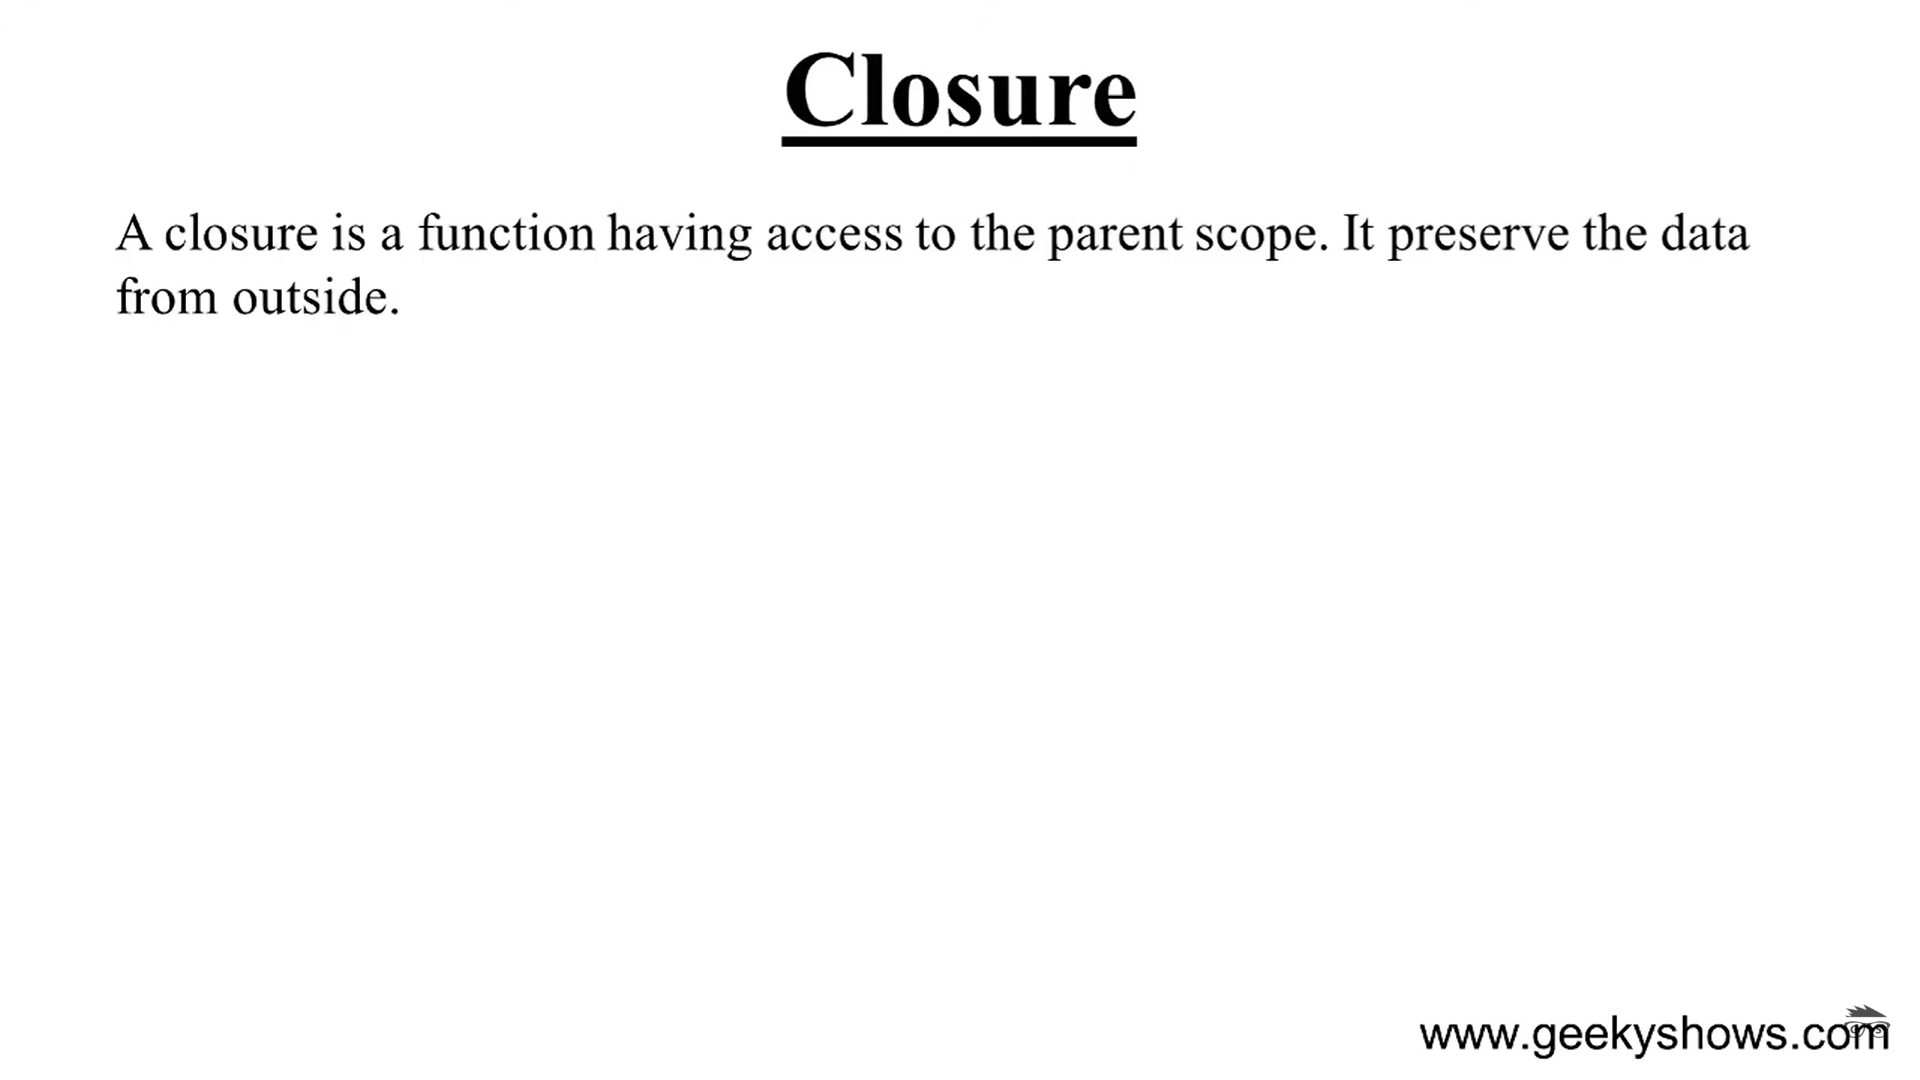 Closure
A closure is a function having access to the parent scope. It preserve the data
from outside.
www.geekyshows.com